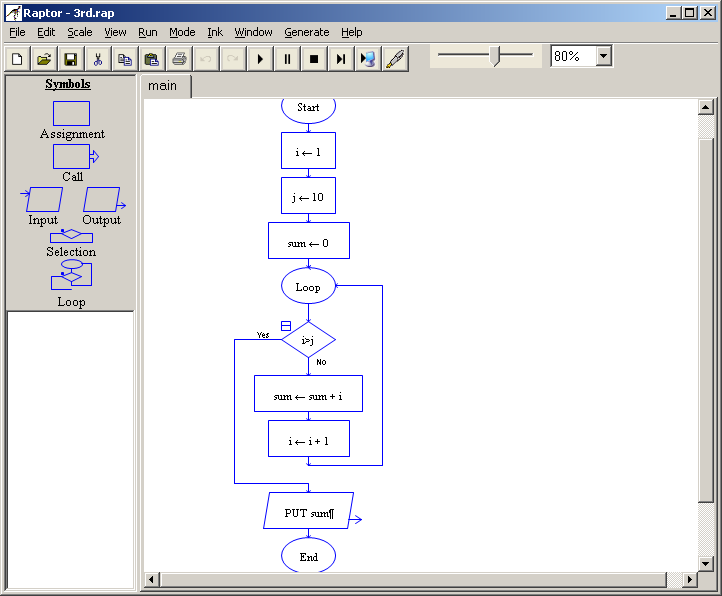 Raptor - 3rd.rap
File Edit Scale View Run Mode Ink Window Generate Help
80%
Symbols
Assignment
Call
Input Output
Selection
Loop
main
Start
i ← 1
j ← 10
sum ← 0
Loop
Yes
i>j
No
sum ← sum + i
i ← i + 1
PUT sum¶
End